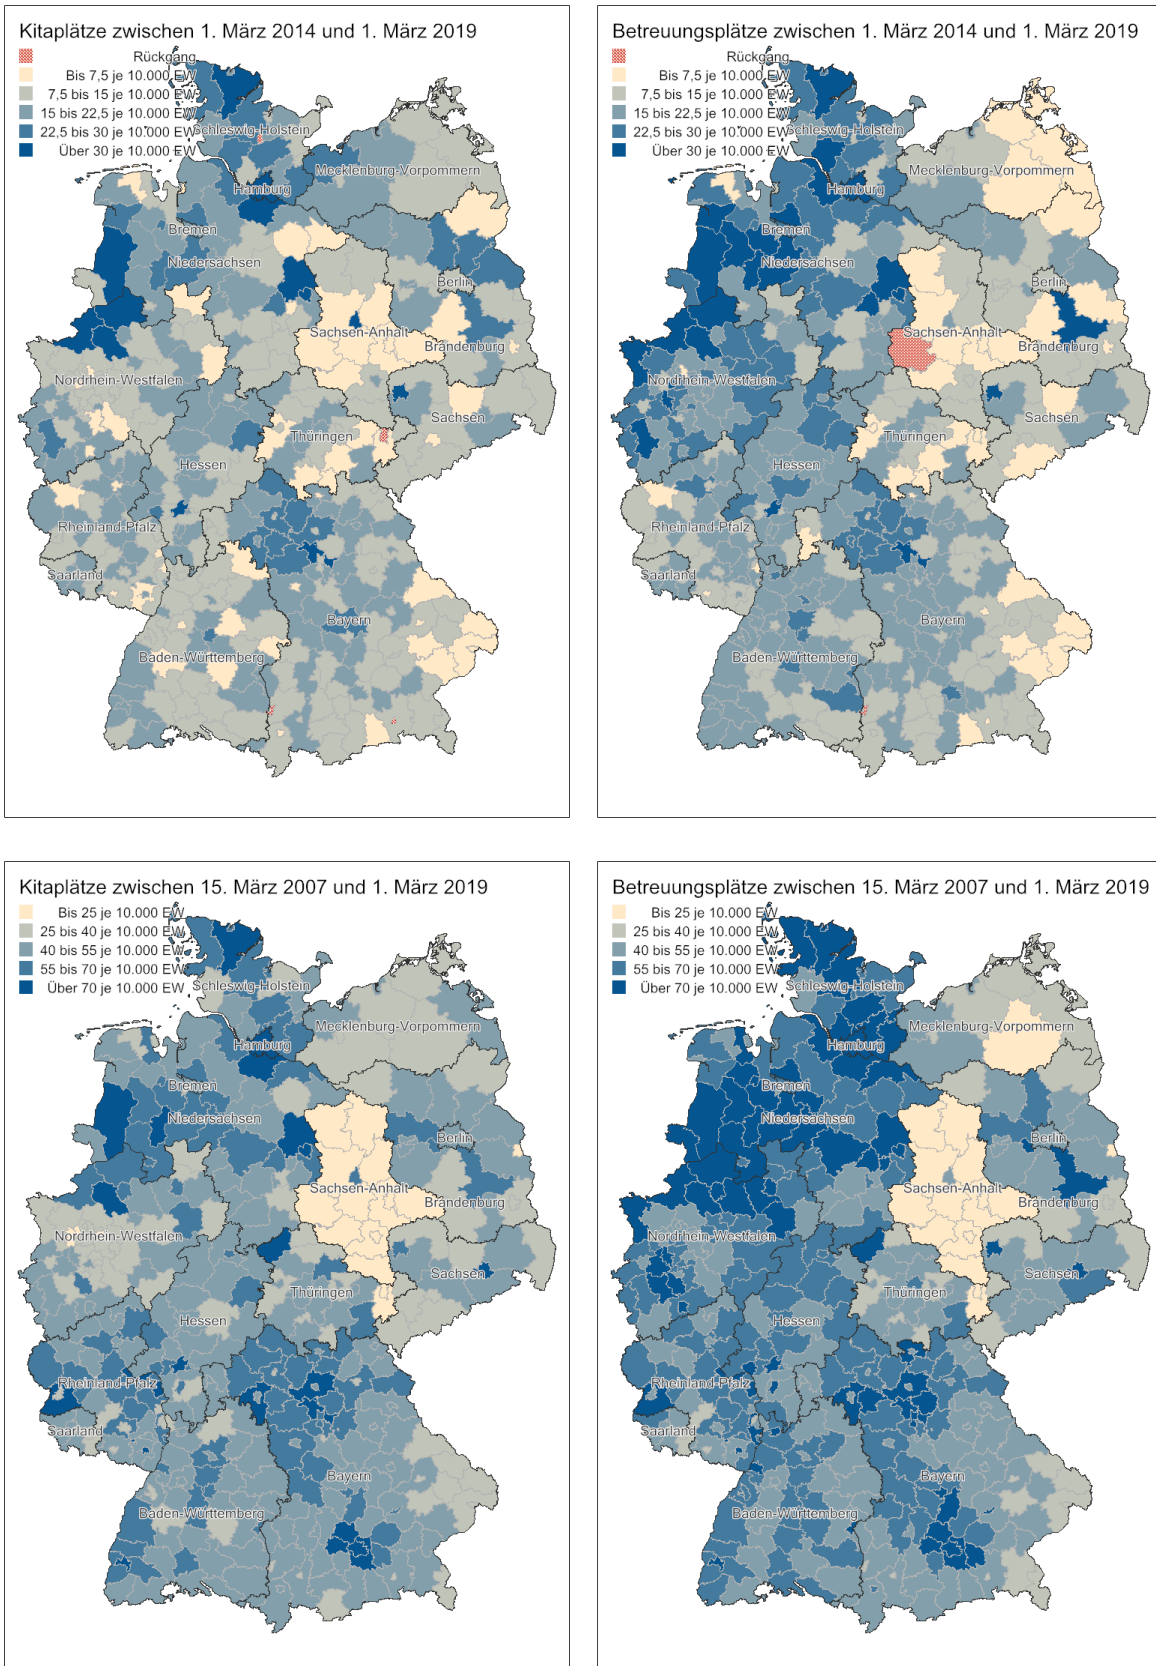 Kitaplätze zwischen 1. März 2014 und 1. März 2019
Rückgang
Bis 7,5 je 10.000 EW
7,5 bis 15 je 10.000 EW
15 bis 22,5 je 10.000 EW
22,5 bis 30 je 10.000 EW
Über 30 je 10.000 EW
Schleswig-Holstein
Mecklenburg-Vorpommern
Hamburg
Bremen
Niedersachsen
Berlin
Sachsen-Anhalt
Brandenburg
Nordrhein-Westfalen
Sachsen
Thüringen
Hessen
Rheinland-Pfalz
Saarland
Bayern
Baden-Württemberg
Betreuungsplätze zwischen 1. März 2014 und 1. März 2019
Rückgang
Bis 7,5 je 10.000 EW
7,5 bis 15 je 10.000 EW
15 bis 22,5 je 10.000 EW
22,5 bis 30 je 10.000 EW
Über 30 je 10.000 EW
Schleswig-Holstein
Mecklenburg-Vorpommern
Hamburg
Bremen
Niedersachsen
Berlin
Sachsen-Anhalt
Brandenburg
Nordrhein-Westfalen
Sachsen
Thüringen
Hessen
Rheinland-Pfalz
Saarland
Bayern
Baden-Württemberg
Kitaplätze zwischen 15. März 2007 und 1. März 2019
Bis 25 je 10.000 EW
25 bis 40 je 10.000 EW
40 bis 55 je 10.000 EW
55 bis 70 je 10.000 EW
Über 70 je 10.000 EW
Schleswig-Holstein
Mecklenburg-Vorpommern
Hamburg
Bremen
Niedersachsen
Berlin
Sachsen-Anhalt
Brandenburg
Nordrhein-Westfalen
Sachsen
Thüringen
Hessen
Rheinland-Pfalz
Saarland
Bayern
Baden-Württemberg
Betreuungsplätze zwischen 15. März 2007 und 1. März 2019
Bis 25 je 10.000 EW
25 bis 40 je 10.000 EW
40 bis 55 je 10.000 EW
55 bis 70 je 10.000 EW
Über 70 je 10.000 EW
Schleswig-Holstein
Mecklenburg-Vorpommern
Hamburg
Bremen
Niedersachsen
Berlin
Sachsen-Anhalt
Brandenburg
Nordrhein-Westfalen
Sachsen
Thüringen
Hessen
Rheinland-Pfalz
Saarland
Bayern
Baden-Württemberg